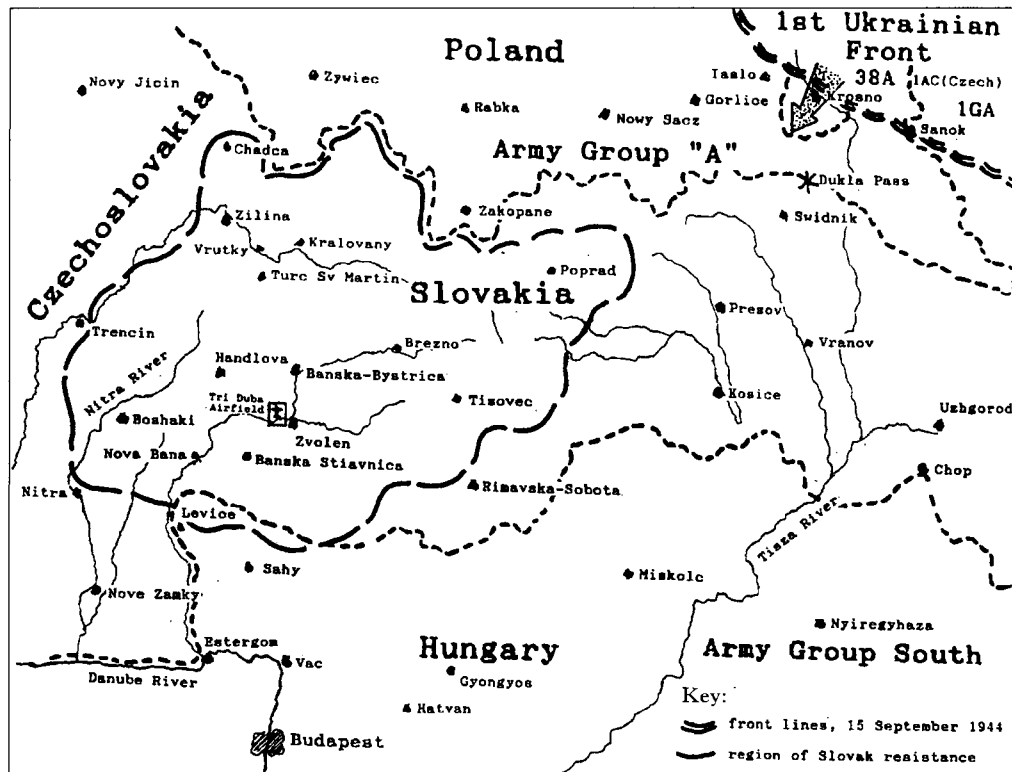 1st Ukrainian
Front
Poland
38A
1AC(Czech)
1GA
Novy Jicin
Zywiec
Iaslo
Krosno
Gorlice
Rabka
Nowy Sacz
Sanok
Army Group "A"
Czechoslovakia
Chadca
Dukla Pass
Zakopane
Swidnik
Zilina
Vrutky
Kralovany
Turc Sv Martin
Poprad
Slovakia
Presov
Trencin
Vranov
Brezno
Handlova
Banska-Bystrica
Nitra River
Tri Duba
Airfield
Tisovec
Kosice
Boshaki
Zvolen
Uzhgorod
Nova Bana
Banska Stiavnica
Chop
Nitra
Rimavska-Sobota
Levice
Tisza River
Sahy
Miskolc
Nove Zamky
Nyiregyhaza
Estergom
Hungary
Army Group South
Danube River
Vac
Gyongyos
Hatvan
Budapest
Key:
front lines, 15 September 1944
region of Slovak resistance